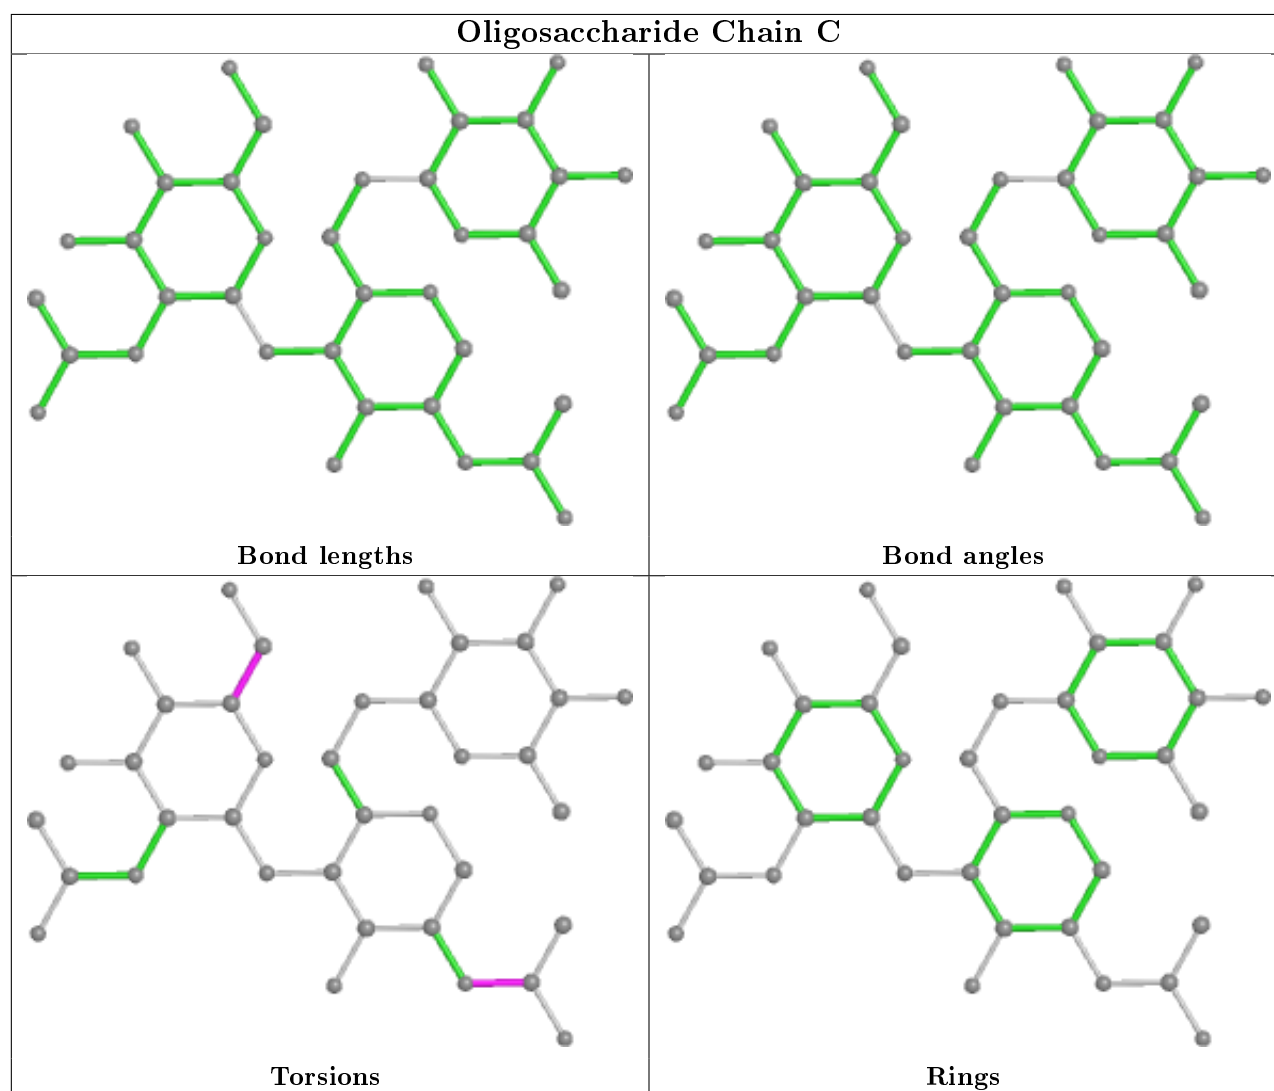 Oligosaccharide Chain C
Bond lengths
Bond angles
Torsions
Rings